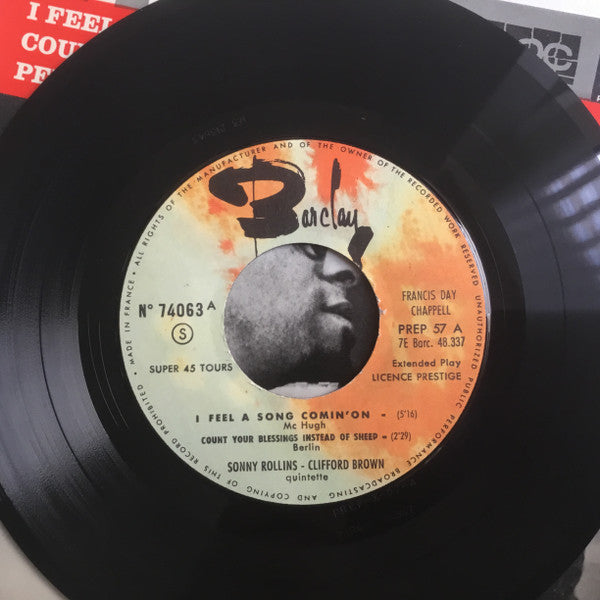 I FEEL
COU
PE
ALL RIGHTS OF THE MANUFACTURER AND OF THE OWNER OF THE RECORDED WORK RESERVED
UNAUTHORIZED PUBLIC PERFORMANCE BROADCASTING AND COPYING OF THIS RECORD PROHIBITED • MADE IN FRANCE •
Barclay
N° 74063 A
S
SUPER 45 TOURS
FRANCIS DAY
CHAPPELL
PREP 57 A
7E Barc. 48.337
Extended Play
LICENCE PRESTIGE
I FEEL A SONG COMIN'ON - (5'16)
Mc Hugh
COUNT YOUR BLESSINGS INSTEAD OF SHEEP - (2'29)
Berlin
SONNY ROLLINS - CLIFFORD BROWN
quintette